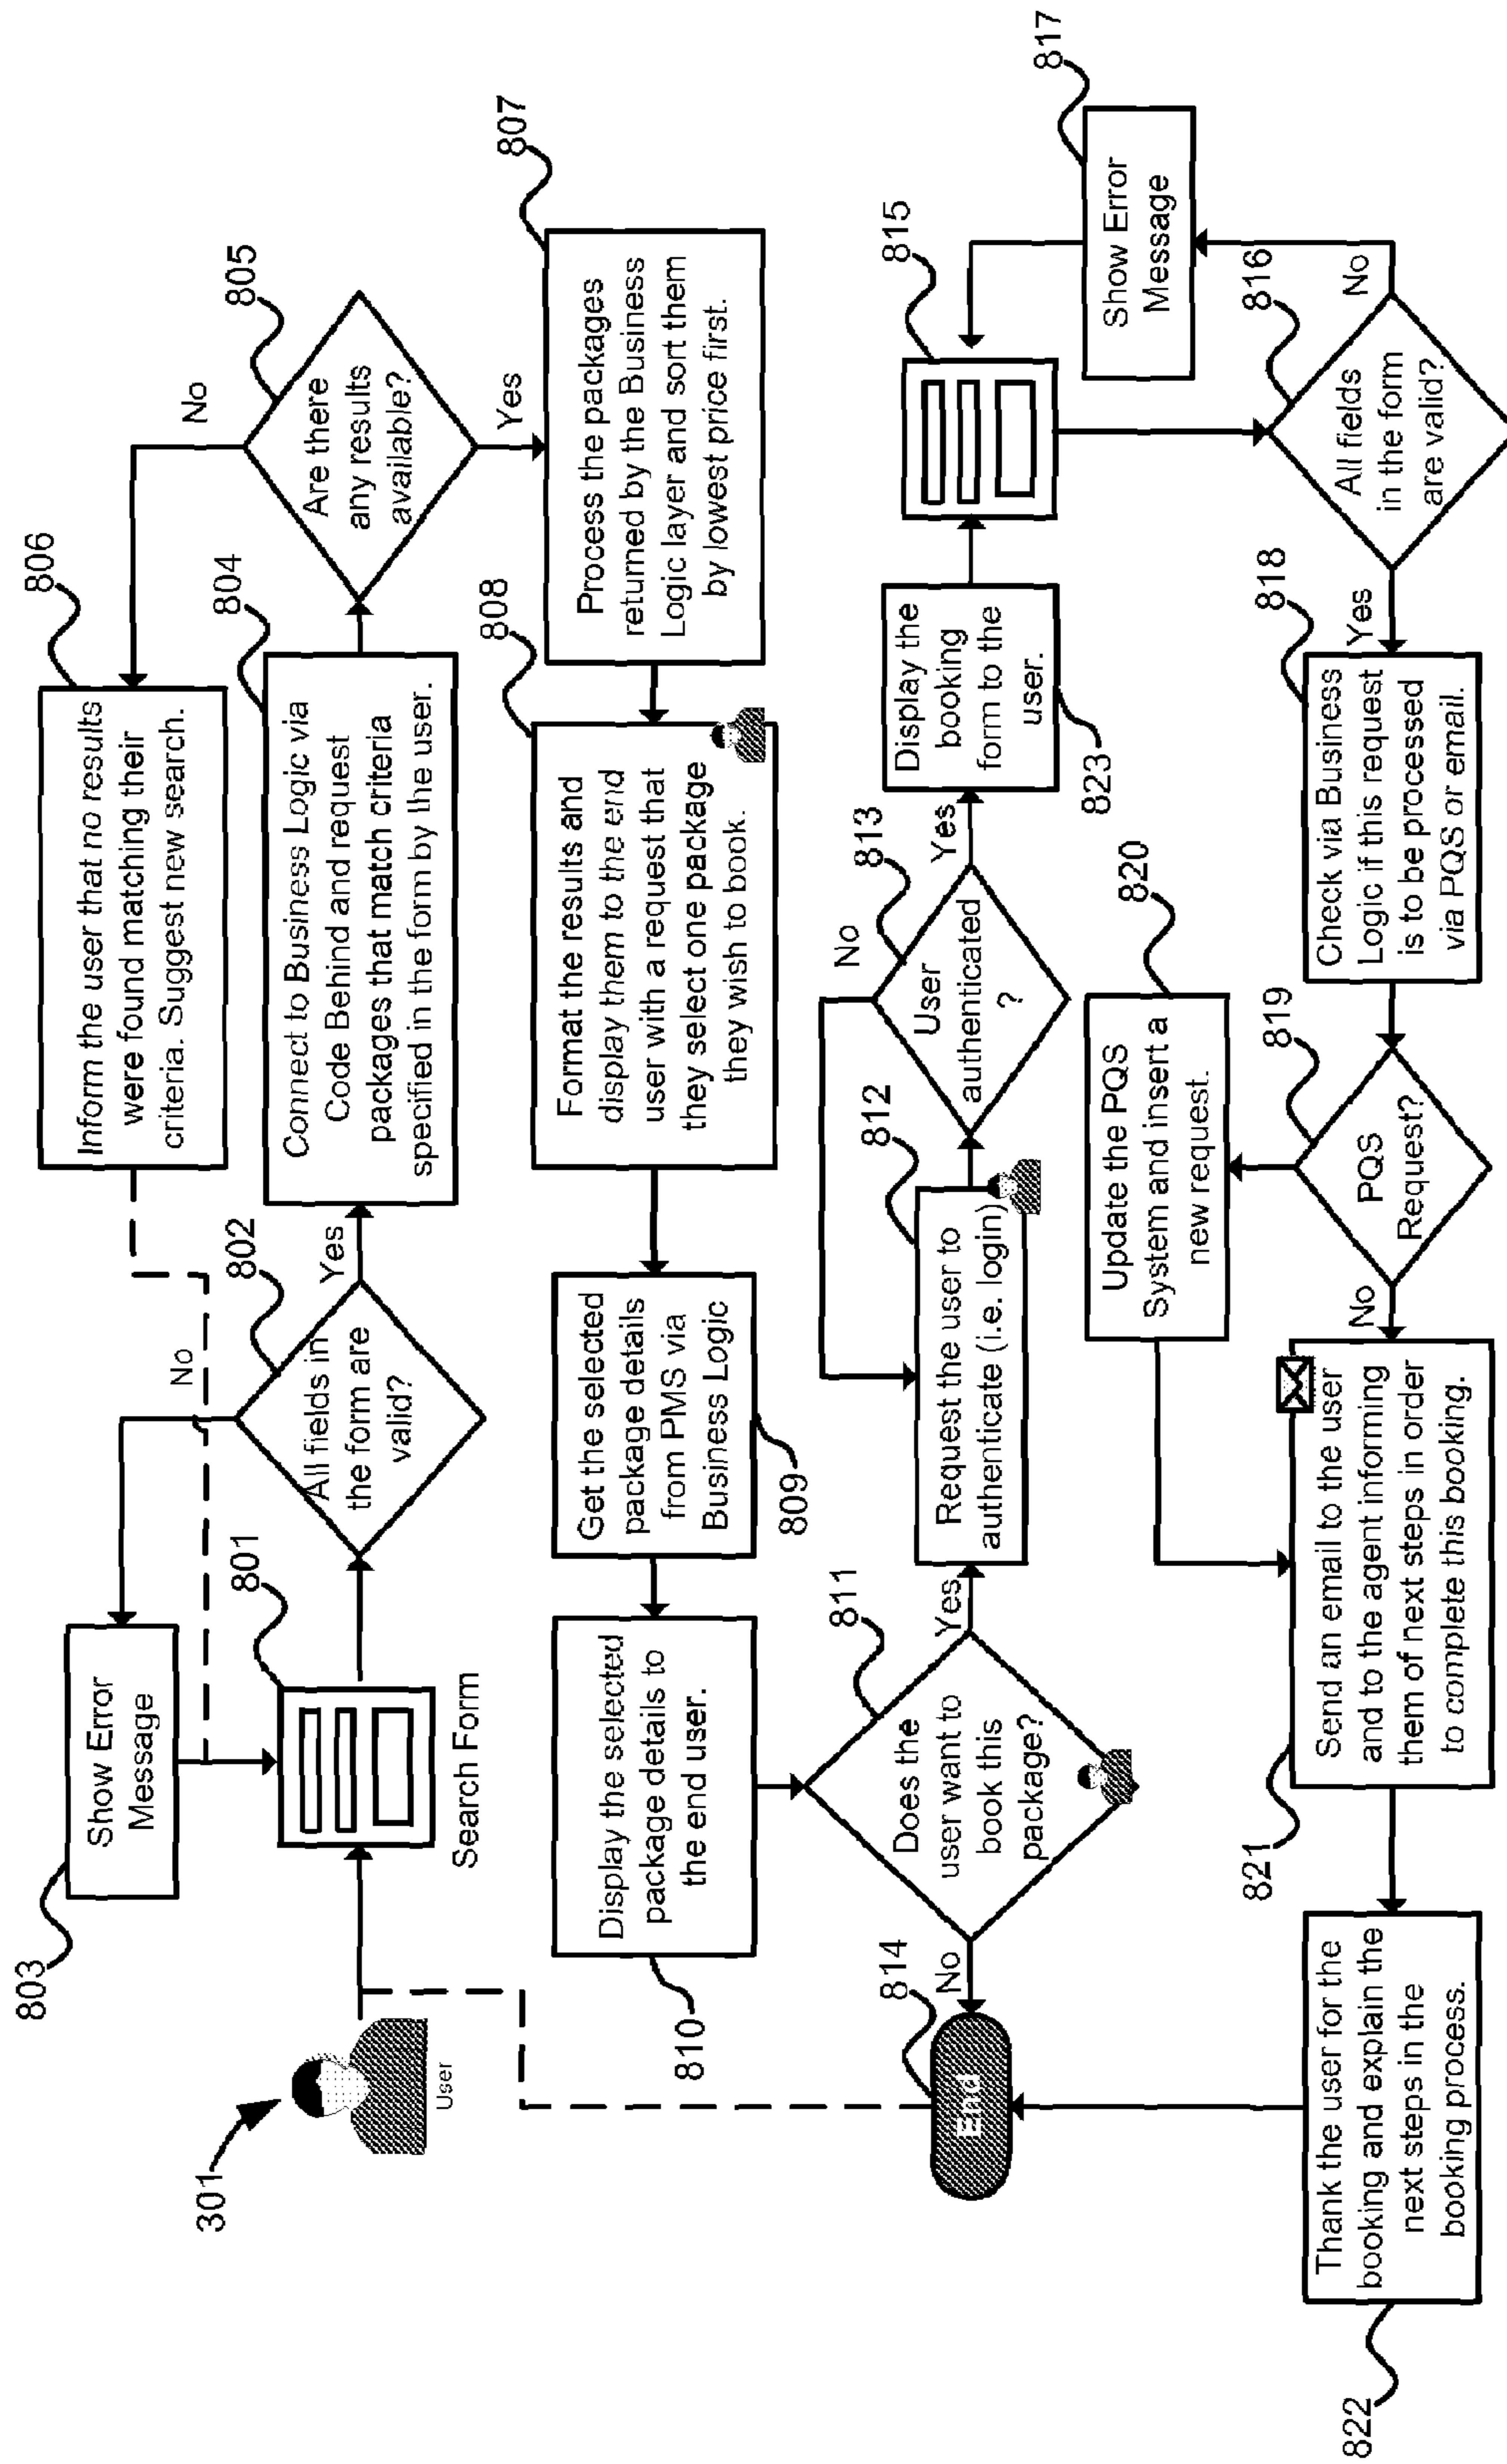 301
User
801
Search Form
803
Show Error
Message
802
All fields in
the form are
valid?
No
Yes
804
Connect to Business Logic via
Code Behind and request
packages that match criteria
specified in the form by the user.
805
Are there
any results
available?
No
Yes
806
Inform the user that no results
were found matching their
criteria. Suggest new search.
807
Process the packages
returned by the Business
Logic layer and sort them
by lowest price first.
808
Format the results and
display them to the end
user with a request that
they select one package
they wish to book.
809
Get the selected
package details
from PMS via
Business Logic
810
Display the selected
package details to
the end user.
811
Does the
user want to
book this
package?
No
Yes
814
End
812
Request the user to
authenticate (i.e. login)
813
User
authenticated
?
No
Yes
823
Display the
booking
form to the
user.
815
817
Show Error
Message
816
All fields
in the form
are valid?
No
Yes
818
Check via Business
Logic if this request
is to be processed
via PQS or email.
819
PQS
Request?
No
820
Update the PQS
System and insert a
new request.
821
Send an email to the user
and to the agent informing
them of next steps in order
to complete this booking.
822
Thank the user for the
booking and explain the
next steps in the
booking process.